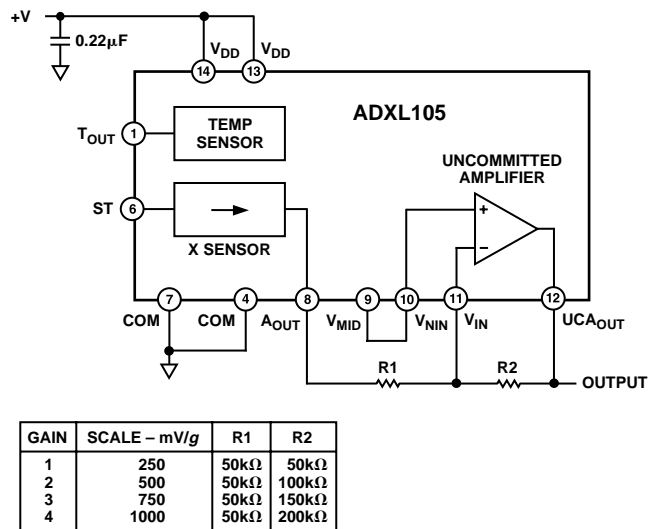 +V
0.22μF
VDD VDD
14 13
ADXL105
TOUT 1
TEMP
SENSOR
UNCOMMITTED
AMPLIFIER
ST 6
+
−
X SENSOR
7 4 8 9 10 11 12
COM COM AOUT VMID VNIN VIN UCAOUT
R1 R2
OUTPUT
GAIN SCALE – mV/g R1 R2
1 250 50kΩ 50kΩ
2 500 50kΩ 100kΩ
3 750 50kΩ 150kΩ
4 1000 50kΩ 200kΩ